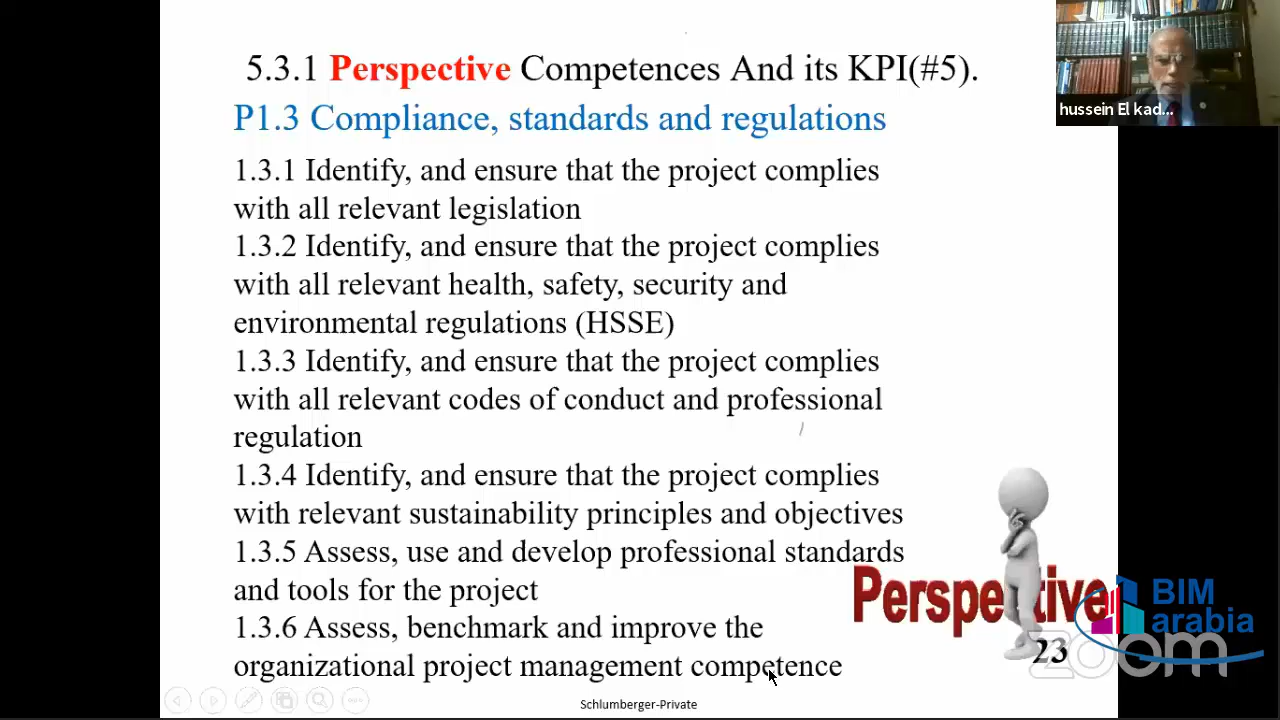 5.3.1 Perspective Competences And its KPI(#5).
P1.3 Compliance, standards and regulations
1.3.1 Identify, and ensure that the project complies
with all relevant legislation
1.3.2 Identify, and ensure that the project complies
with all relevant health, safety, security and
environmental regulations (HSSE)
1.3.3 Identify, and ensure that the project complies
with all relevant codes of conduct and professional
regulation
1.3.4 Identify, and ensure that the project complies
with relevant sustainability principles and objectives
1.3.5 Assess, use and develop professional standards
and tools for the project
1.3.6 Assess, benchmark and improve the
organizational project management competence
hussein El kad...
Perspective
BIM
arabia
zoom
23
Schlumberger-Private